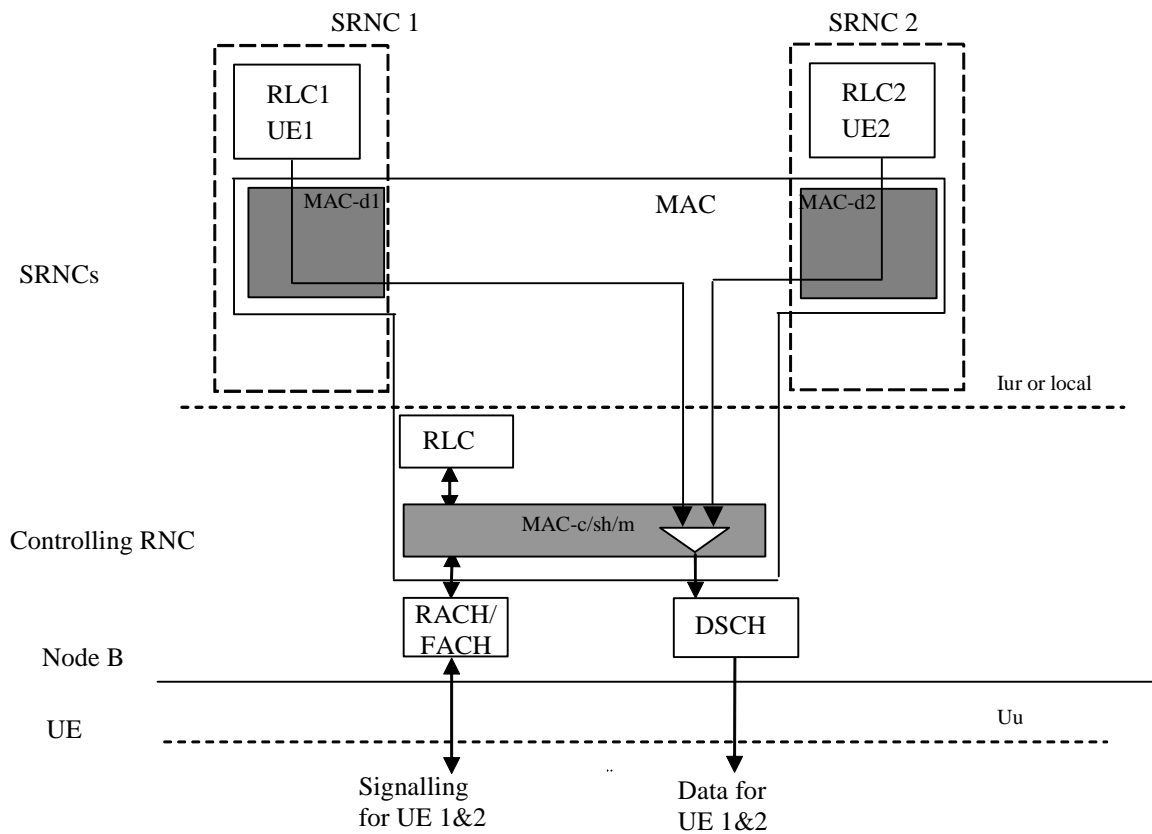 SRNC 1
SRNC 2
RLC1
UE1
RLC2
UE2
MAC-d1
MAC
MAC-d2
SRNCs
Iur or local
RLC
MAC-c/sh/m
Controlling RNC
RACH/
FACH
DSCH
Node B
UE
Uu
Signalling
for UE 1&2
Data for
UE 1&2